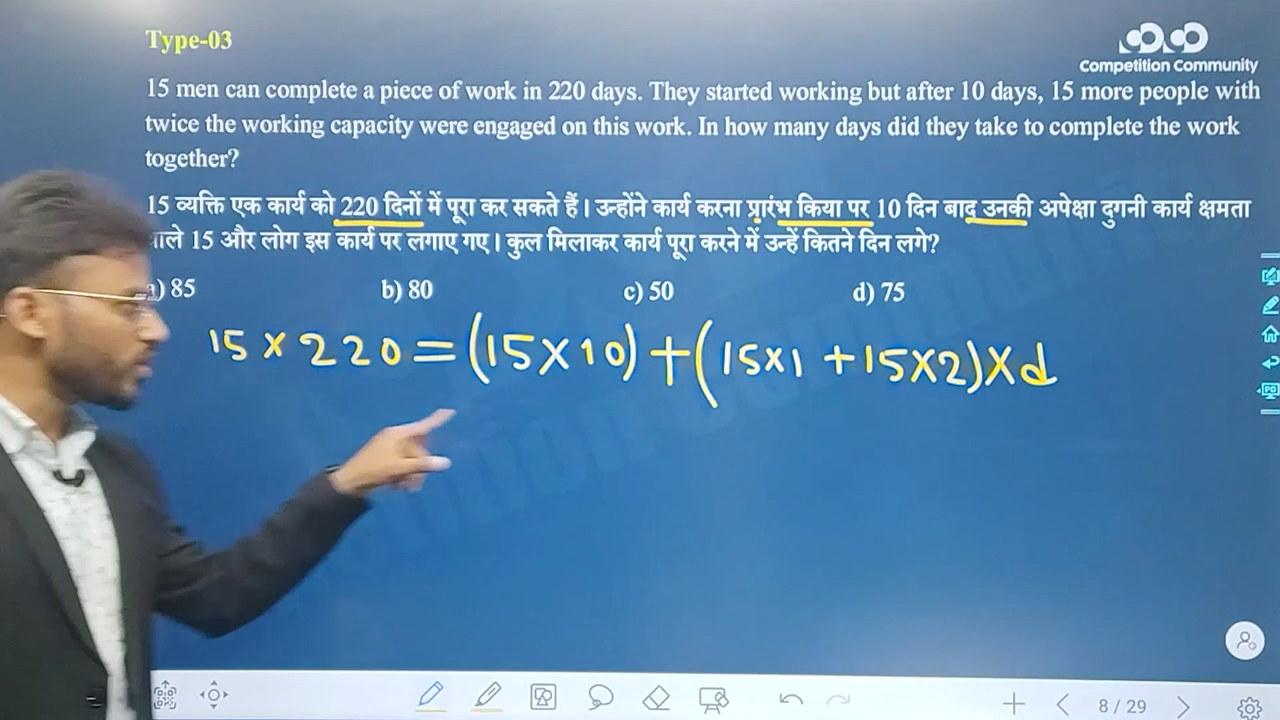 Type-03
Competition Community
15 men can complete a piece of work in 220 days. They started working but after 10 days, 15 more people with
twice the working capacity were engaged on this work. In how many days did they take to complete the work
together?
15 व्यक्ति एक कार्य को 220 दिनों में पूरा कर सकते हैं। उन्होंने कार्य करना प्रारंभ किया पर 10 दिन बाद उनकी अपेक्षा दुगनी कार्य क्षमता
15 और लोग इस कार्य पर लगाए गए। कुल मिलाकर कार्य पूरा करने में उन्हें कितने दिन लगे?
) 85 b) 80 c) 50 d) 75
15 × 220 = (15×10) + (15×1 + 15×2)×d
8 / 29